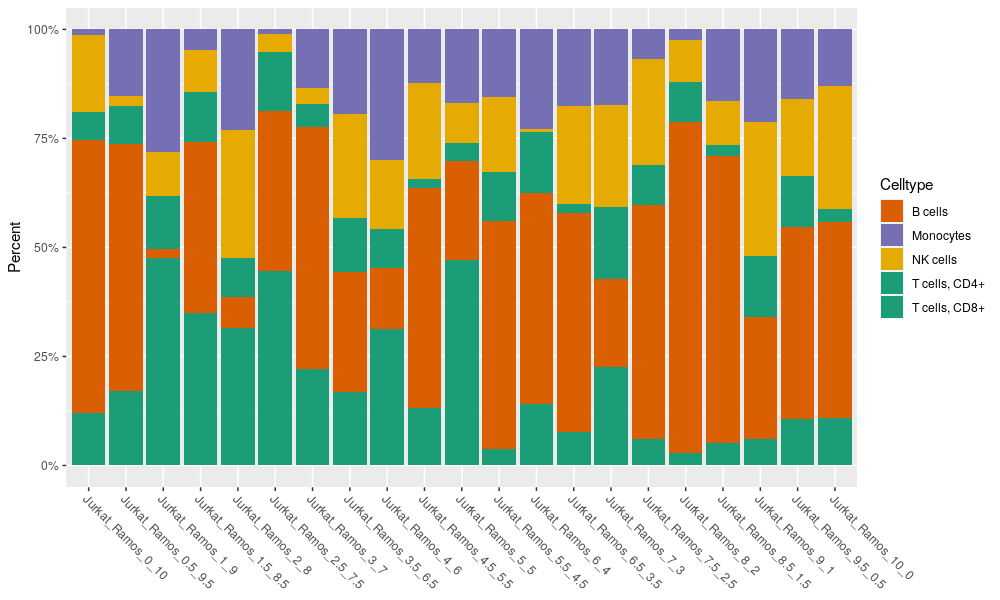 100%
75%
50%
25%
0%
Percent
Jurkat_Ramos_0_10
Jurkat_Ramos_0.5_9.5
Jurkat_Ramos_1_9
Jurkat_Ramos_1.5_8.5
Jurkat_Ramos_2_8
Jurkat_Ramos_2.5_7.5
Jurkat_Ramos_3_7
Jurkat_Ramos_3.5_6.5
Jurkat_Ramos_4_6
Jurkat_Ramos_4.5_5.5
Jurkat_Ramos_5_5
Jurkat_Ramos_5.5_4.5
Jurkat_Ramos_6_4
Jurkat_Ramos_6.5_3.5
Jurkat_Ramos_7_3
Jurkat_Ramos_7.5_2.5
Jurkat_Ramos_8_2
Jurkat_Ramos_8.5_1.5
Jurkat_Ramos_9_1
Jurkat_Ramos_9.5_0.5
Jurkat_Ramos_10_0
Celltype
B cells
Monocytes
NK cells
T cells, CD4+
T cells, CD8+